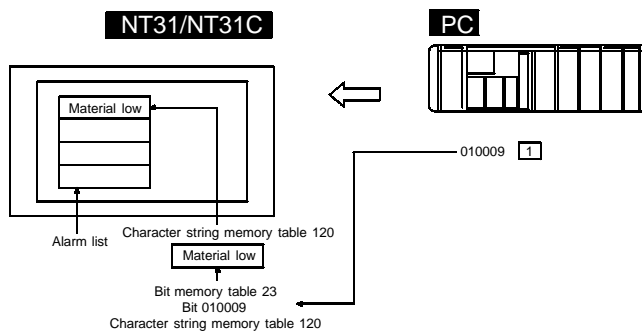 NT31/NT31C
PC
Material low
010009 1
Alarm list
Character string memory table 120
Material low
Bit memory table 23
Bit 010009
Character string memory table 120